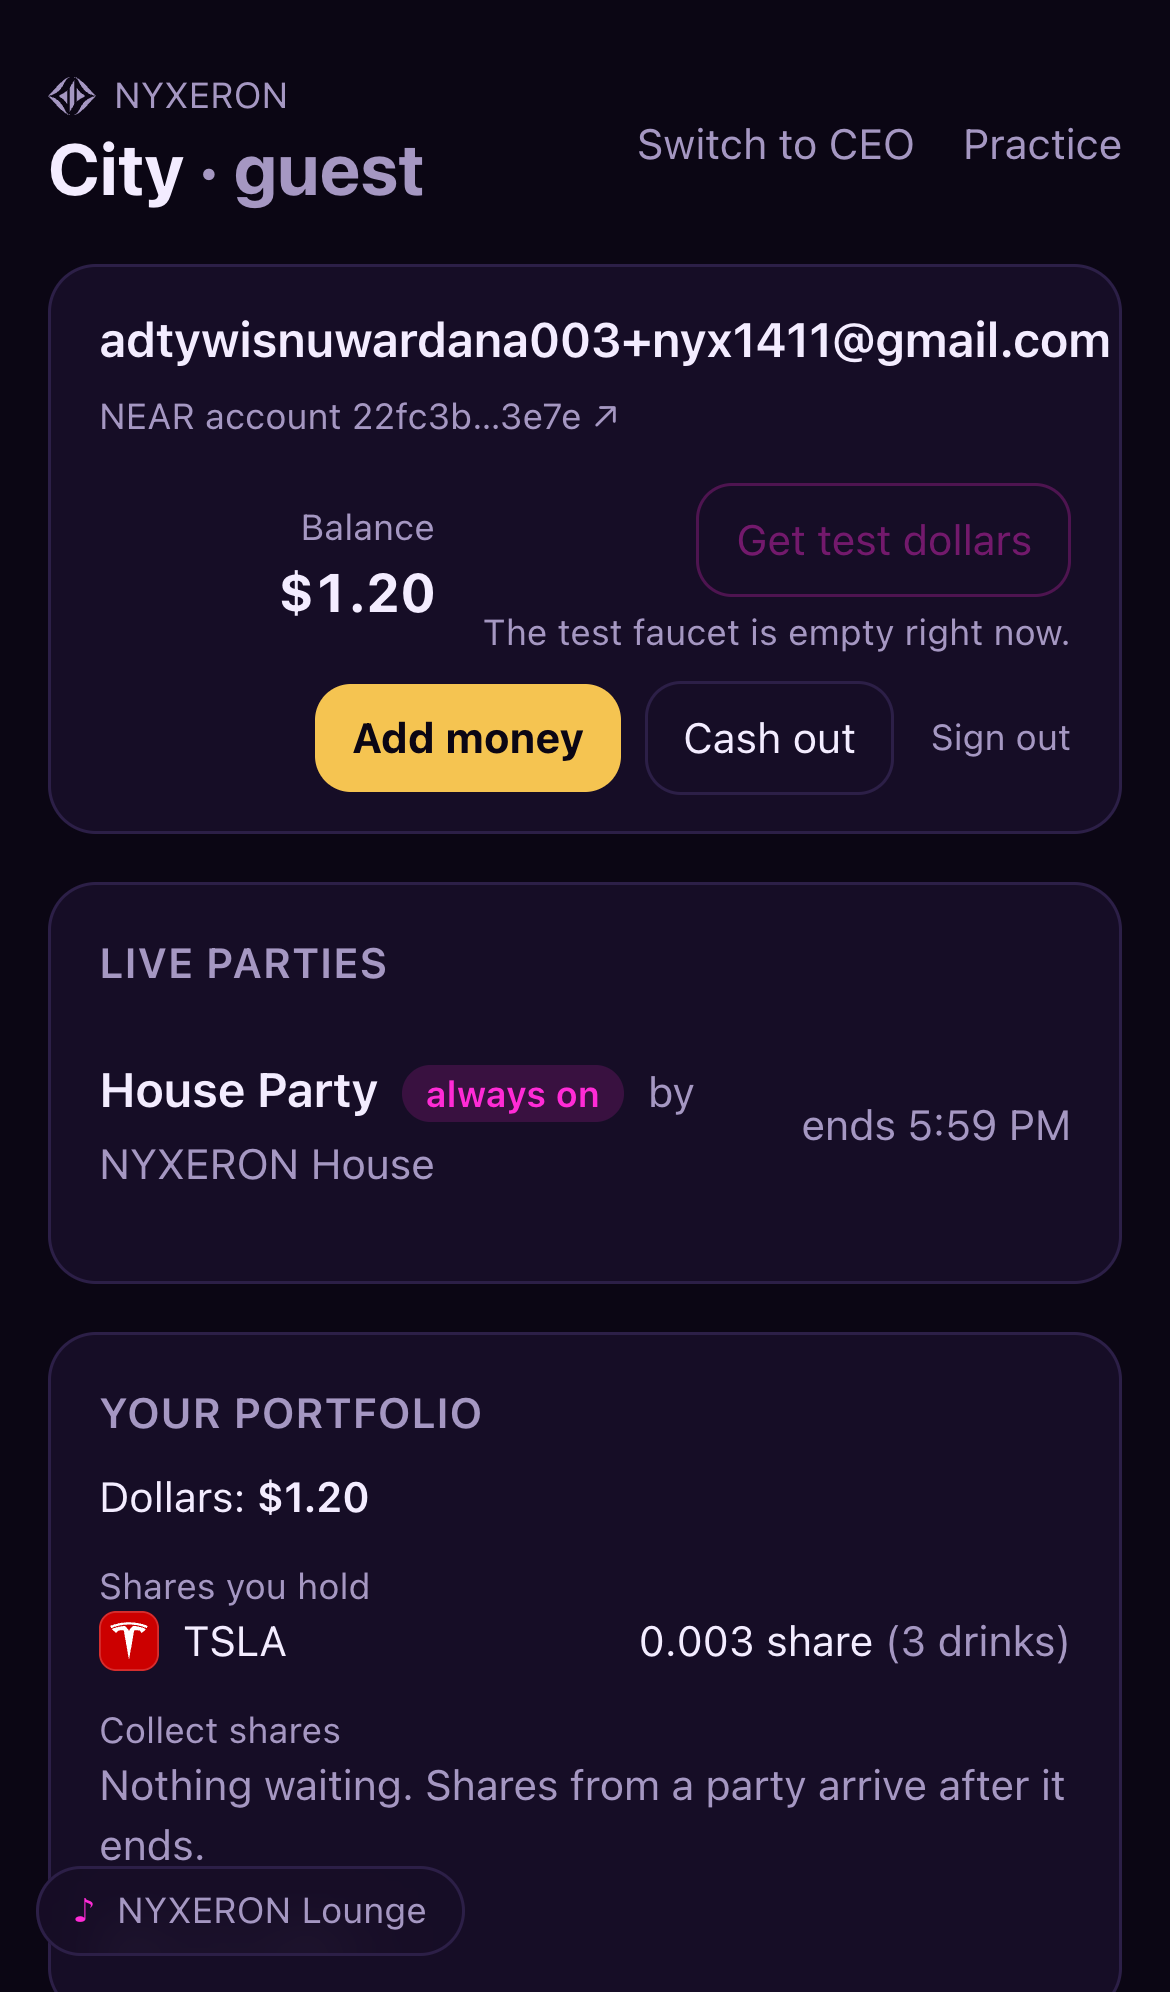 NYXERON
City · guest
Switch to CEO Practice
adtywisnuwardana003+nyx1411@gmail.com
NEAR account 22fc3b…3e7e ↗
Balance
$1.20
Get test dollars
The test faucet is empty right now.
Add money Cash out Sign out
LIVE PARTIES
House Party always on by
NYXERON House
ends 5:59 PM
YOUR PORTFOLIO
Dollars: $1.20
Shares you hold
TSLA 0.003 share (3 drinks)
Collect shares
Nothing waiting. Shares from a party arrive after it
ends.
♪ NYXERON Lounge